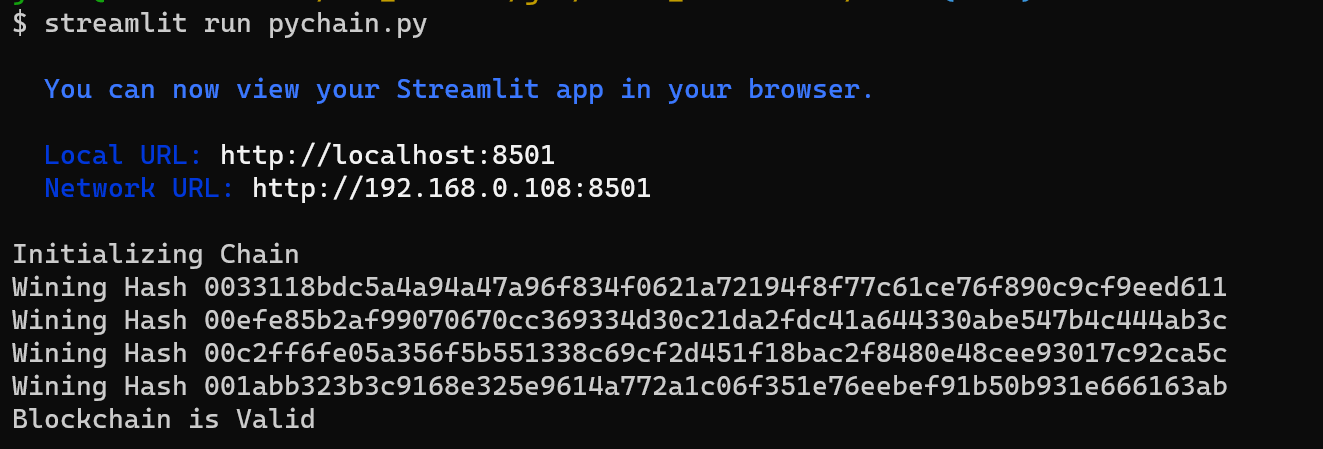 $ streamlit run pychain.py
You can now view your Streamlit app in your browser.
Local URL: http://localhost:8501
Network URL: http://192.168.0.108:8501
Initializing Chain
Wining Hash 0033118bdc5a4a94a47a96f834f0621a72194f8f77c61ce76f890c9cf9eed611
Wining Hash 00efe85b2af99070670cc369334d30c21da2fdc41a644330abe547b4c444ab3c
Wining Hash 00c2ff6fe05a356f5b551338c69cf2d451f18bac2f8480e48cee93017c92ca5c
Wining Hash 001abb323b3c9168e325e9614a772a1c06f351e76eebef91b50b931e666163ab
Blockchain is Valid